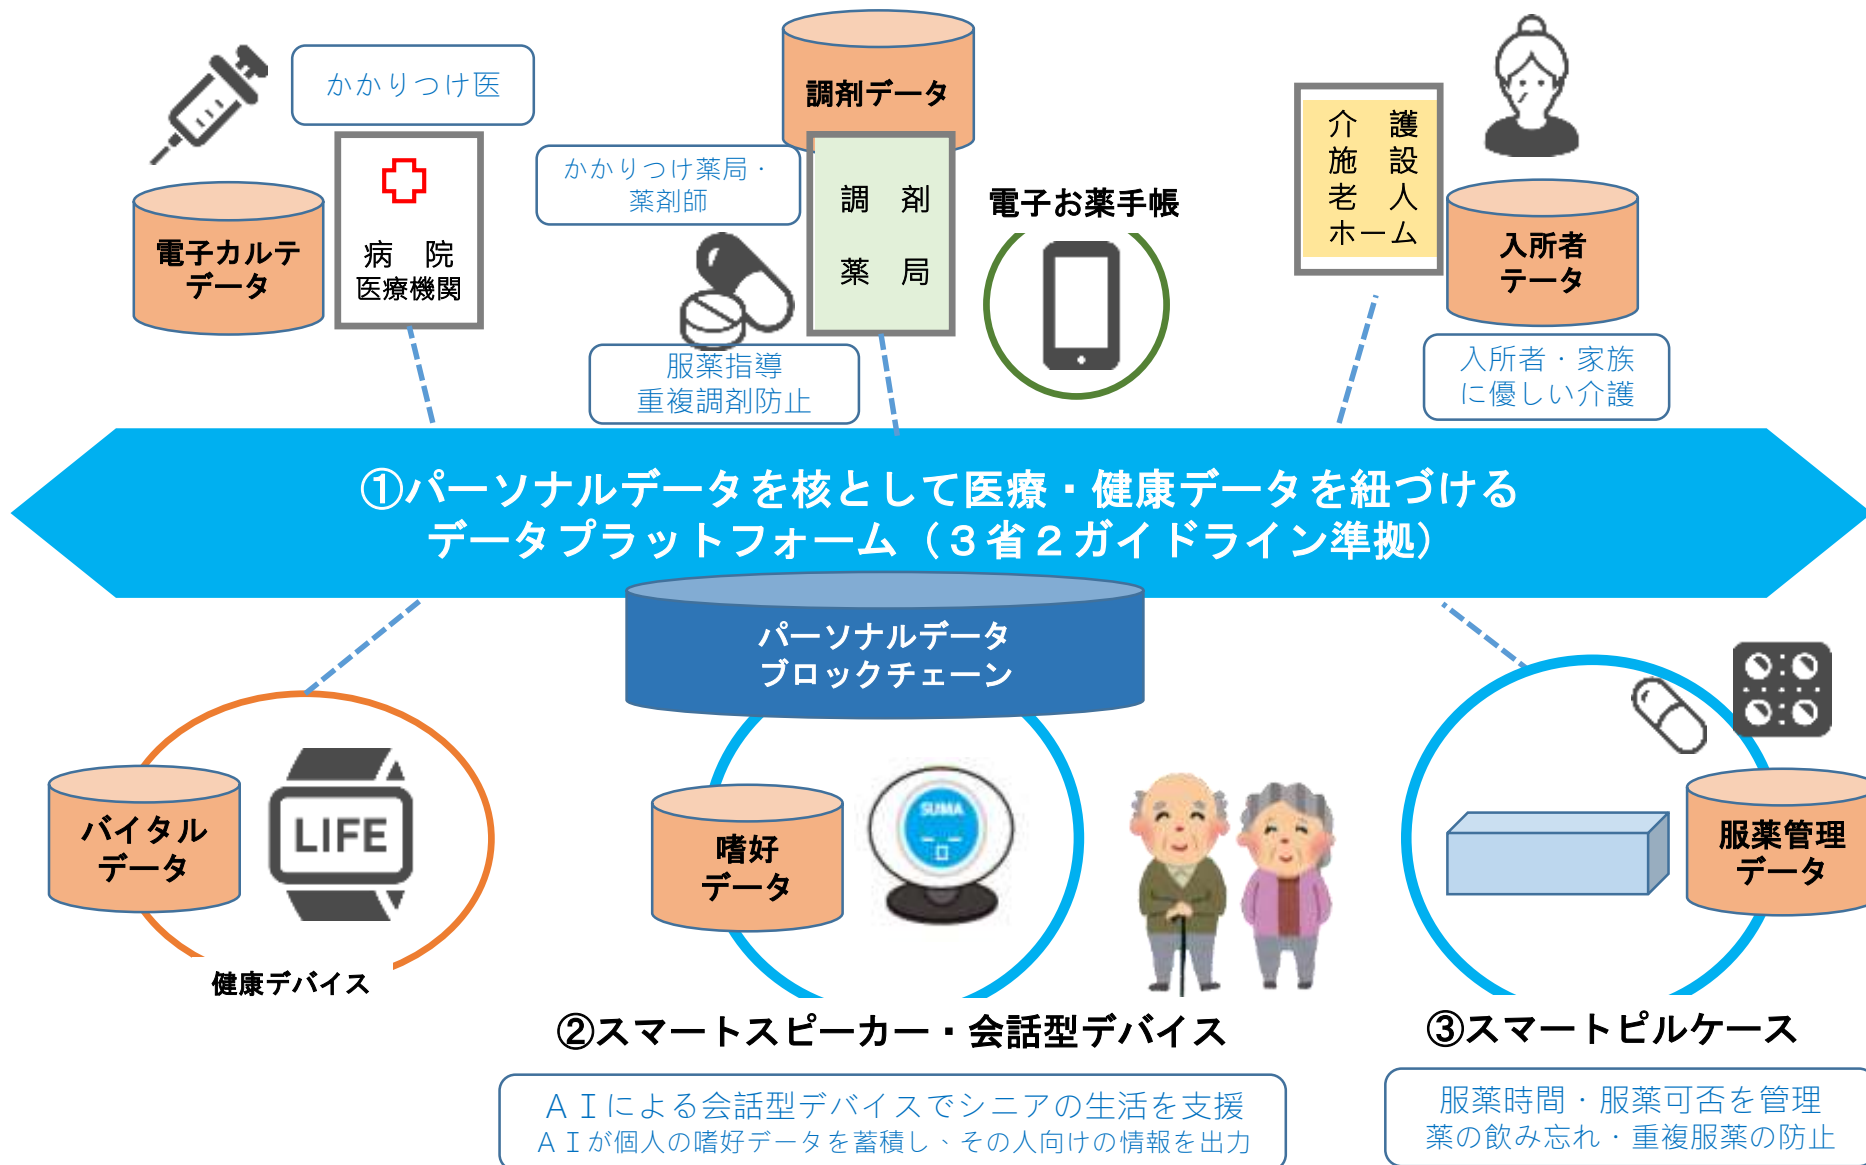 かかりつけ医
調剤データ
かかりつけ薬局・
薬剤師
電子カルテ
データ
病　院
医療機関
調　剤
薬　局
電子お薬手帳
介　護
施　設
老　人
ホーム
入所者
テータ
服薬指導
重複調剤防止
入所者・家族
に優しい介護
①パーソナルデータを核として医療・健康データを紐づける
データプラットフォーム（３省２ガイドライン準拠）
パーソナルデータ
ブロックチェーン
バイタル
データ
LIFE
健康デバイス
嗜好
データ
SUMA
服薬管理
データ
②スマートスピーカー・会話型デバイス
ＡＩによる会話型デバイスでシニアの生活を支援
ＡＩが個人の嗜好データを蓄積し、その人向けの情報を出力
③スマートピルケース
服薬時間・服薬可否を管理
薬の飲み忘れ・重複服薬の防止